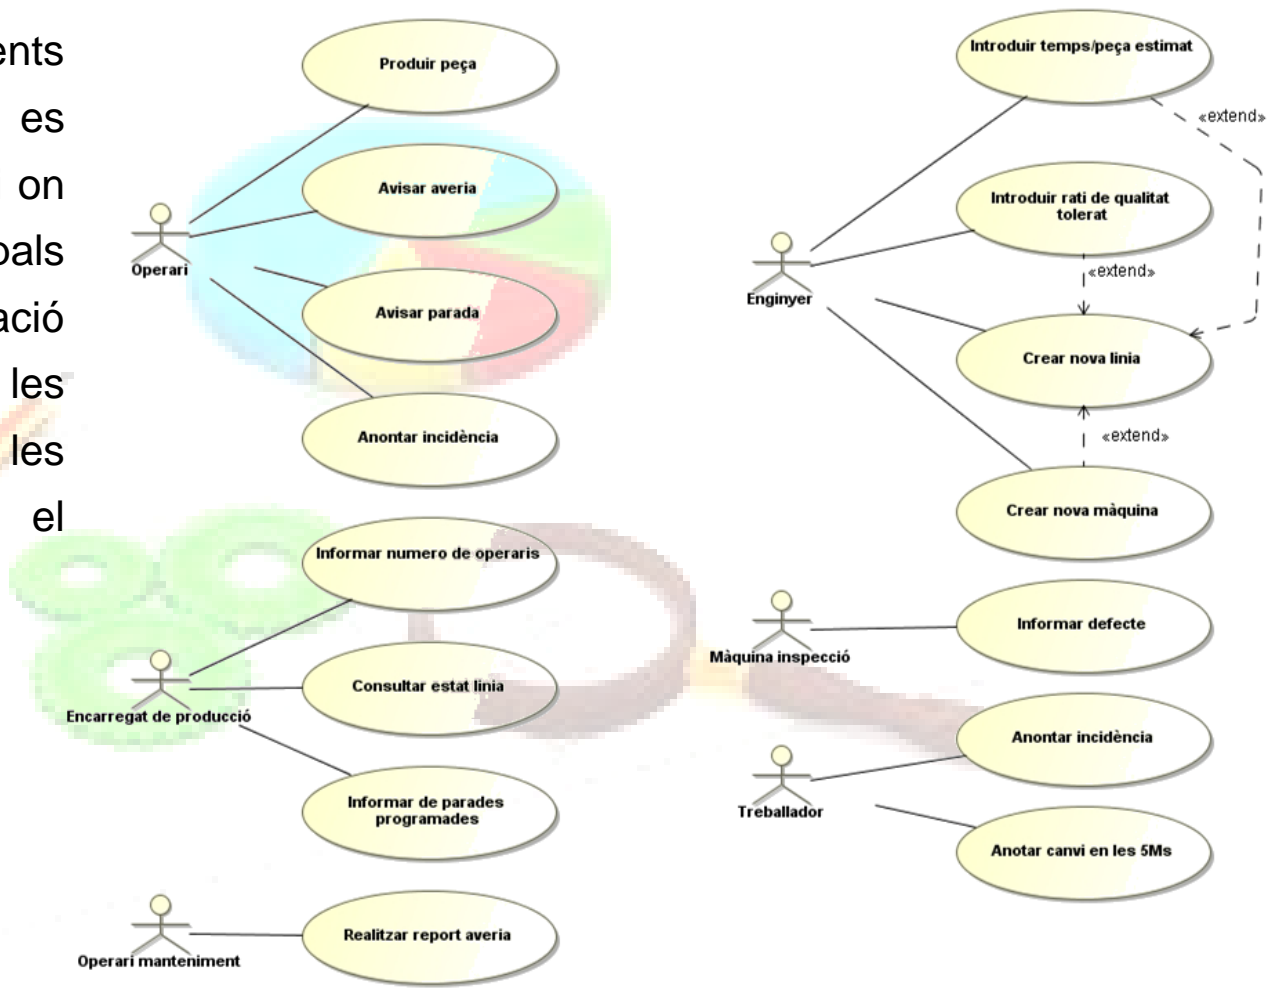 ents
es
on
bals
ació
les
les
el
Produir peça
Avisar averia
Operari
Avisar parada
Anontar incidència
Informar numero de operaris
Consultar estat linia
Encarregat de producció
Informar de parades
programades
Realitzar report averia
Operari manteniment
Introduir temps/peça estimat
«extend»
Introduir rati de qualitat
tolerat
«extend»
Enginyer
Crear nova linia
«extend»
Crear nova màquina
Informar defecte
Màquina inspecció
Anontar incidència
Treballador
Anotar canvi en les 5Ms